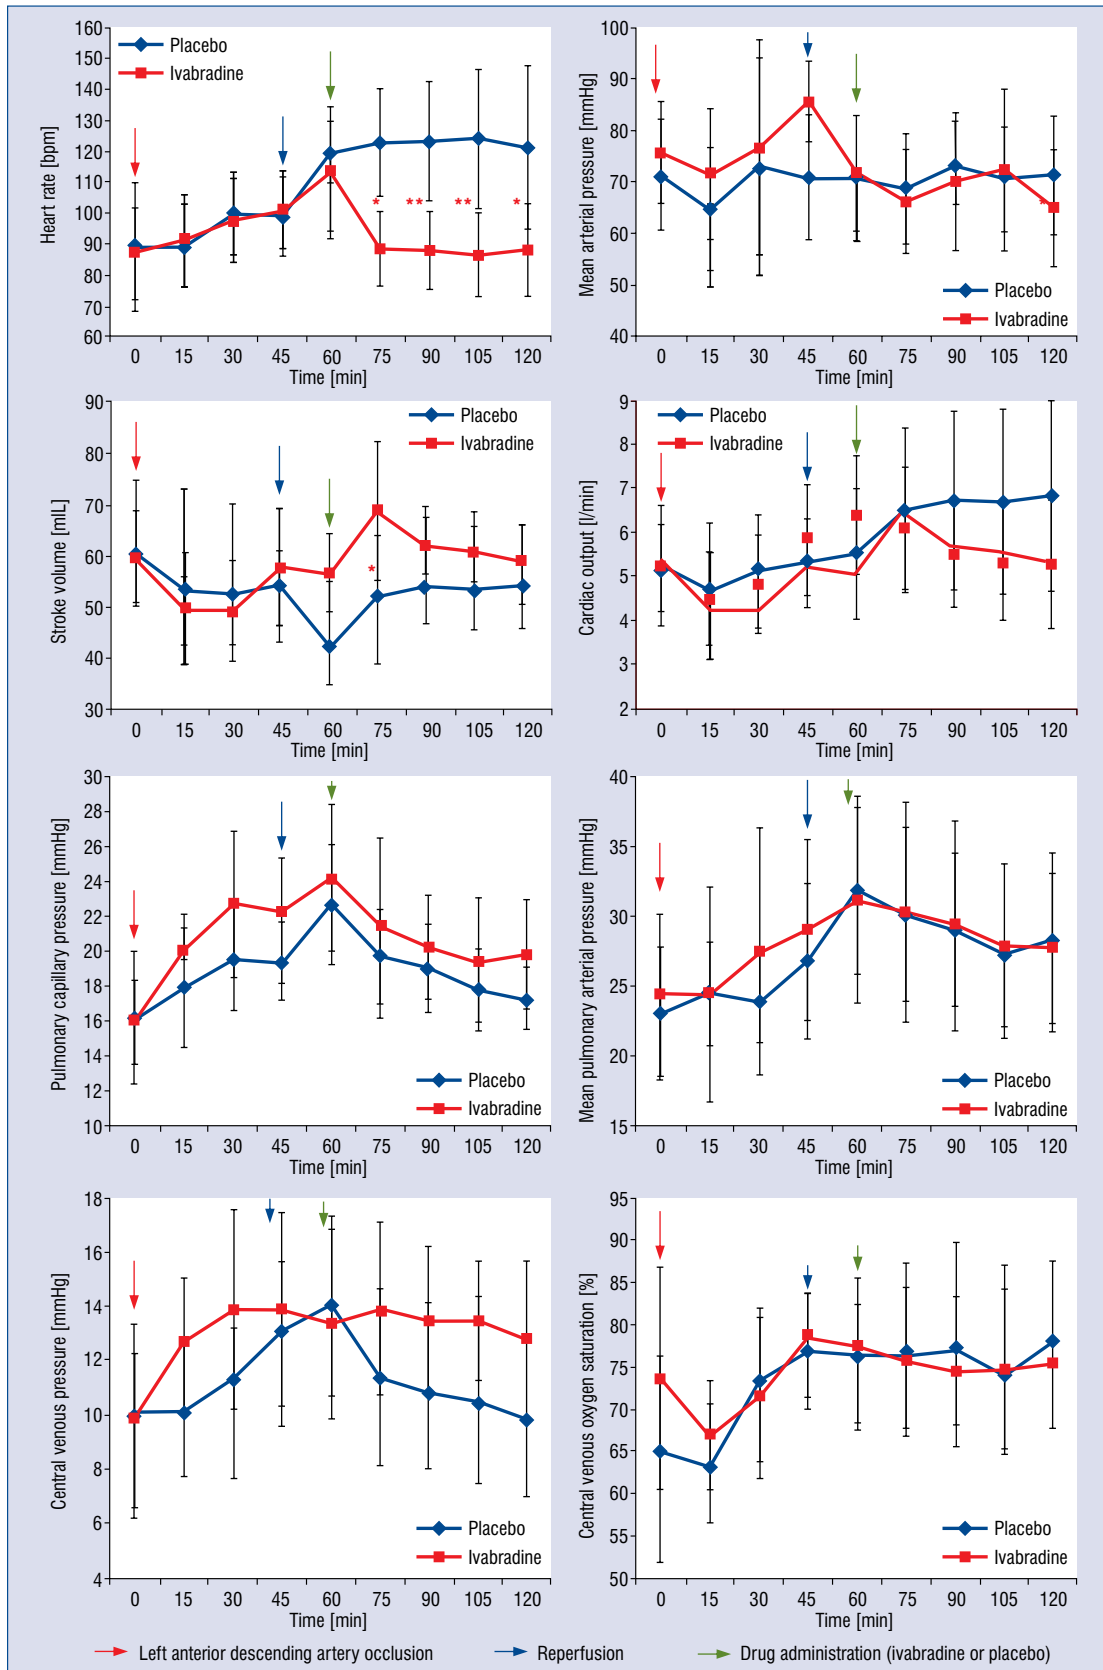 160
150
140
130
120
110
100
90
80
70
60
Heart rate [bpm]
Placebo
Ivabradine
* ** ** *
0 15 30 45 60 75 90 105 120
Time [min]
100
90
80
70
60
50
40
Mean arterial pressure [mmHg]
*
Placebo
Ivabradine
0 15 30 45 60 75 90 105 120
Time [min]
90
80
70
60
50
40
30
Stroke volume [mlL]
Placebo
Ivabradine
*
0 15 30 45 60 75 90 105 120
Time [min]
9
8
7
6
5
4
3
2
Cardiac output [l/min]
Placebo
Ivabradine
0 15 30 45 60 75 90 105 120
Time [min]
30
28
26
24
22
20
18
16
14
12
10
Pulmonary capillary pressure [mmHg]
Placebo
Ivabradine
0 15 30 45 60 75 90 105 120
Time [min]
40
35
30
25
20
15
Mean pulmonary arterial pressure [mmHg]
Placebo
Ivabradine
0 15 30 45 60 75 90 105 120
Time [min]
18
16
14
12
10
8
6
4
Central venous pressure [mmHg]
Placebo
Ivabradine
0 15 30 45 60 75 90 105 120
Time [min]
95
90
85
80
75
70
65
60
55
50
Central venous oxygen saturation [%]
Placebo
Ivabradine
0 15 30 45 60 75 90 105 120
Time [min]
Left anterior descending artery occlusion Reperfusion Drug administration (ivabradine or placebo)